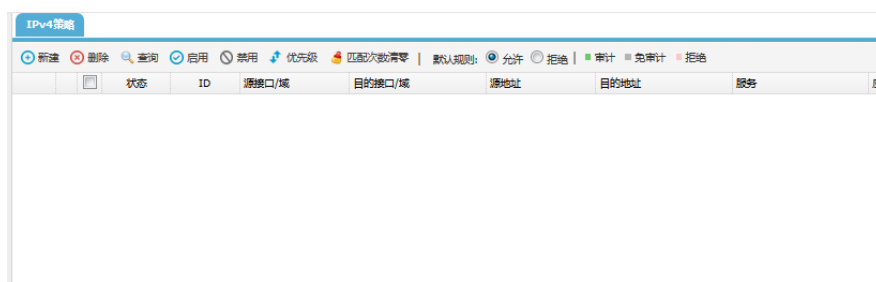 IPv4策略
新建 删除 查询 启用 禁用 优先级 匹配次数清零 | 默认规则: 允许 拒绝 | 审计 免审计 拒绝
状态 ID 源接口/域 目的接口/域 源地址 目的地址 服务